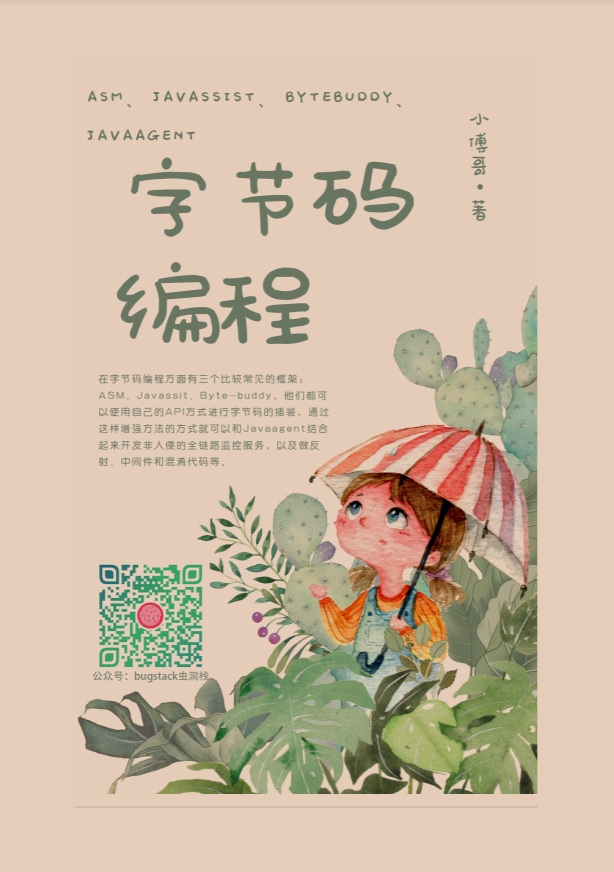 ASM、 JAVASSIST、 BYTEBUDDY、
JAVAAGENT
小傅哥·著
字节码
编程
在字节码编程方面有三个比较常见的框架：
ASM、Javassit、Byte-buddy，他们都可
以使用自己的API方式进行字节码的插装，通过
这样增强方法的方式就可以和Javaagent结合
起来开发非入侵的全链路监控服务，以及做反
射、中间件和混淆代码等。
公众号：bugstack虫洞栈